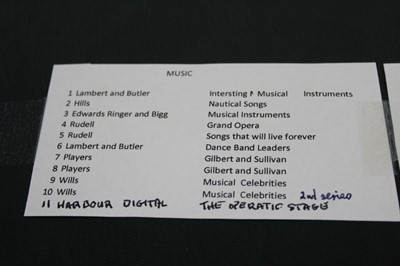 MUSIC
1 Lambert and Butler Intersting M Musical Instruments
2 Hills Nautical Songs
3 Edwards Ringer and Bigg Musical Instruments
4 Rudell Grand Opera
5 Rudell Songs that will live forever
6 Lambert and Butler Dance Band Leaders
7 Players Gilbert and Sullivan
8 Players Gilbert and Sullivan
9 Wills Musical Celebrities
10 Wills Musical Celebrities 2nd series
11 HARBOUR DIGITAL THE OPERATIC STAGE